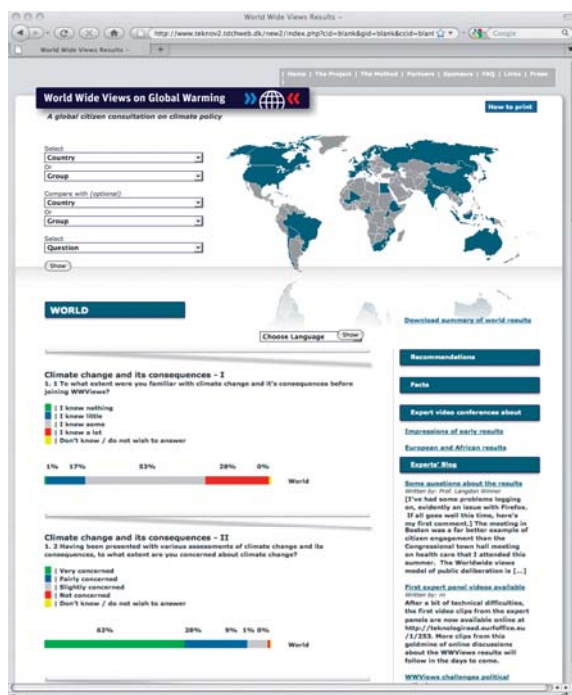 World Wide Views Results –
http://www.teknov2.tdchweb.dk/new2/index.php?cid=blank&gid=blank&ccid=blank
Google
World Wide Views Results –
| Home | The Project | The Method | Partners | Sponsors | FAQ | Links | Press
|
World Wide Views on Global Warming
A global citizen consultation on climate policy
How to print
Select
Country
Or
Group
Compare with (optional)
Country
Or
Group
Select
Question
Show
WORLD
Download summary of world results
Choose Language
Show
Climate change and its consequences - I
1. 1 To what extent were you familiar with climate change and it's consequences before
joining WWViews?
| I knew nothing
| I knew little
| I knew some
| I knew a lot
| Don't know / do not wish to answer
1% 17% 53% 28% 0%
World
Climate change and its consequences - II
1. 2 Having been presented with various assessments of climate change and its
consequences, to what extent are you concerned about climate change?
| Very concerned
| Fairly concerned
| Slightly concerned
| Not concerned
| Don't know / do not wish to answer
62% 28% 9% 1% 0%
World
Recommendations
Facts
Expert video conferences about
Impressions of early results
European and African results
Experts' Blog
Some questions about the results
Written by: Prof. Langdon Winner
[I've had some problems logging
on, evidently an issue with Firefox.
If all goes well this time, here's
my first comment.] The meeting in
Boston was a far better example of
citizen engagement than the
Congressional town hall meeting
on health care that I attended this
summer. The Worldwide views
model of public deliberation is [...]
First expert panel videos available
Written by: rv
After a bit of technical difficulties,
the first video clips from the expert
panels are now available online at
http://teknologiraad.surfoffice.eu
/1/253. More clips from this
goldmine of online discussions
about the WWViews results will
follow in the days to come.
WWViews challenges political